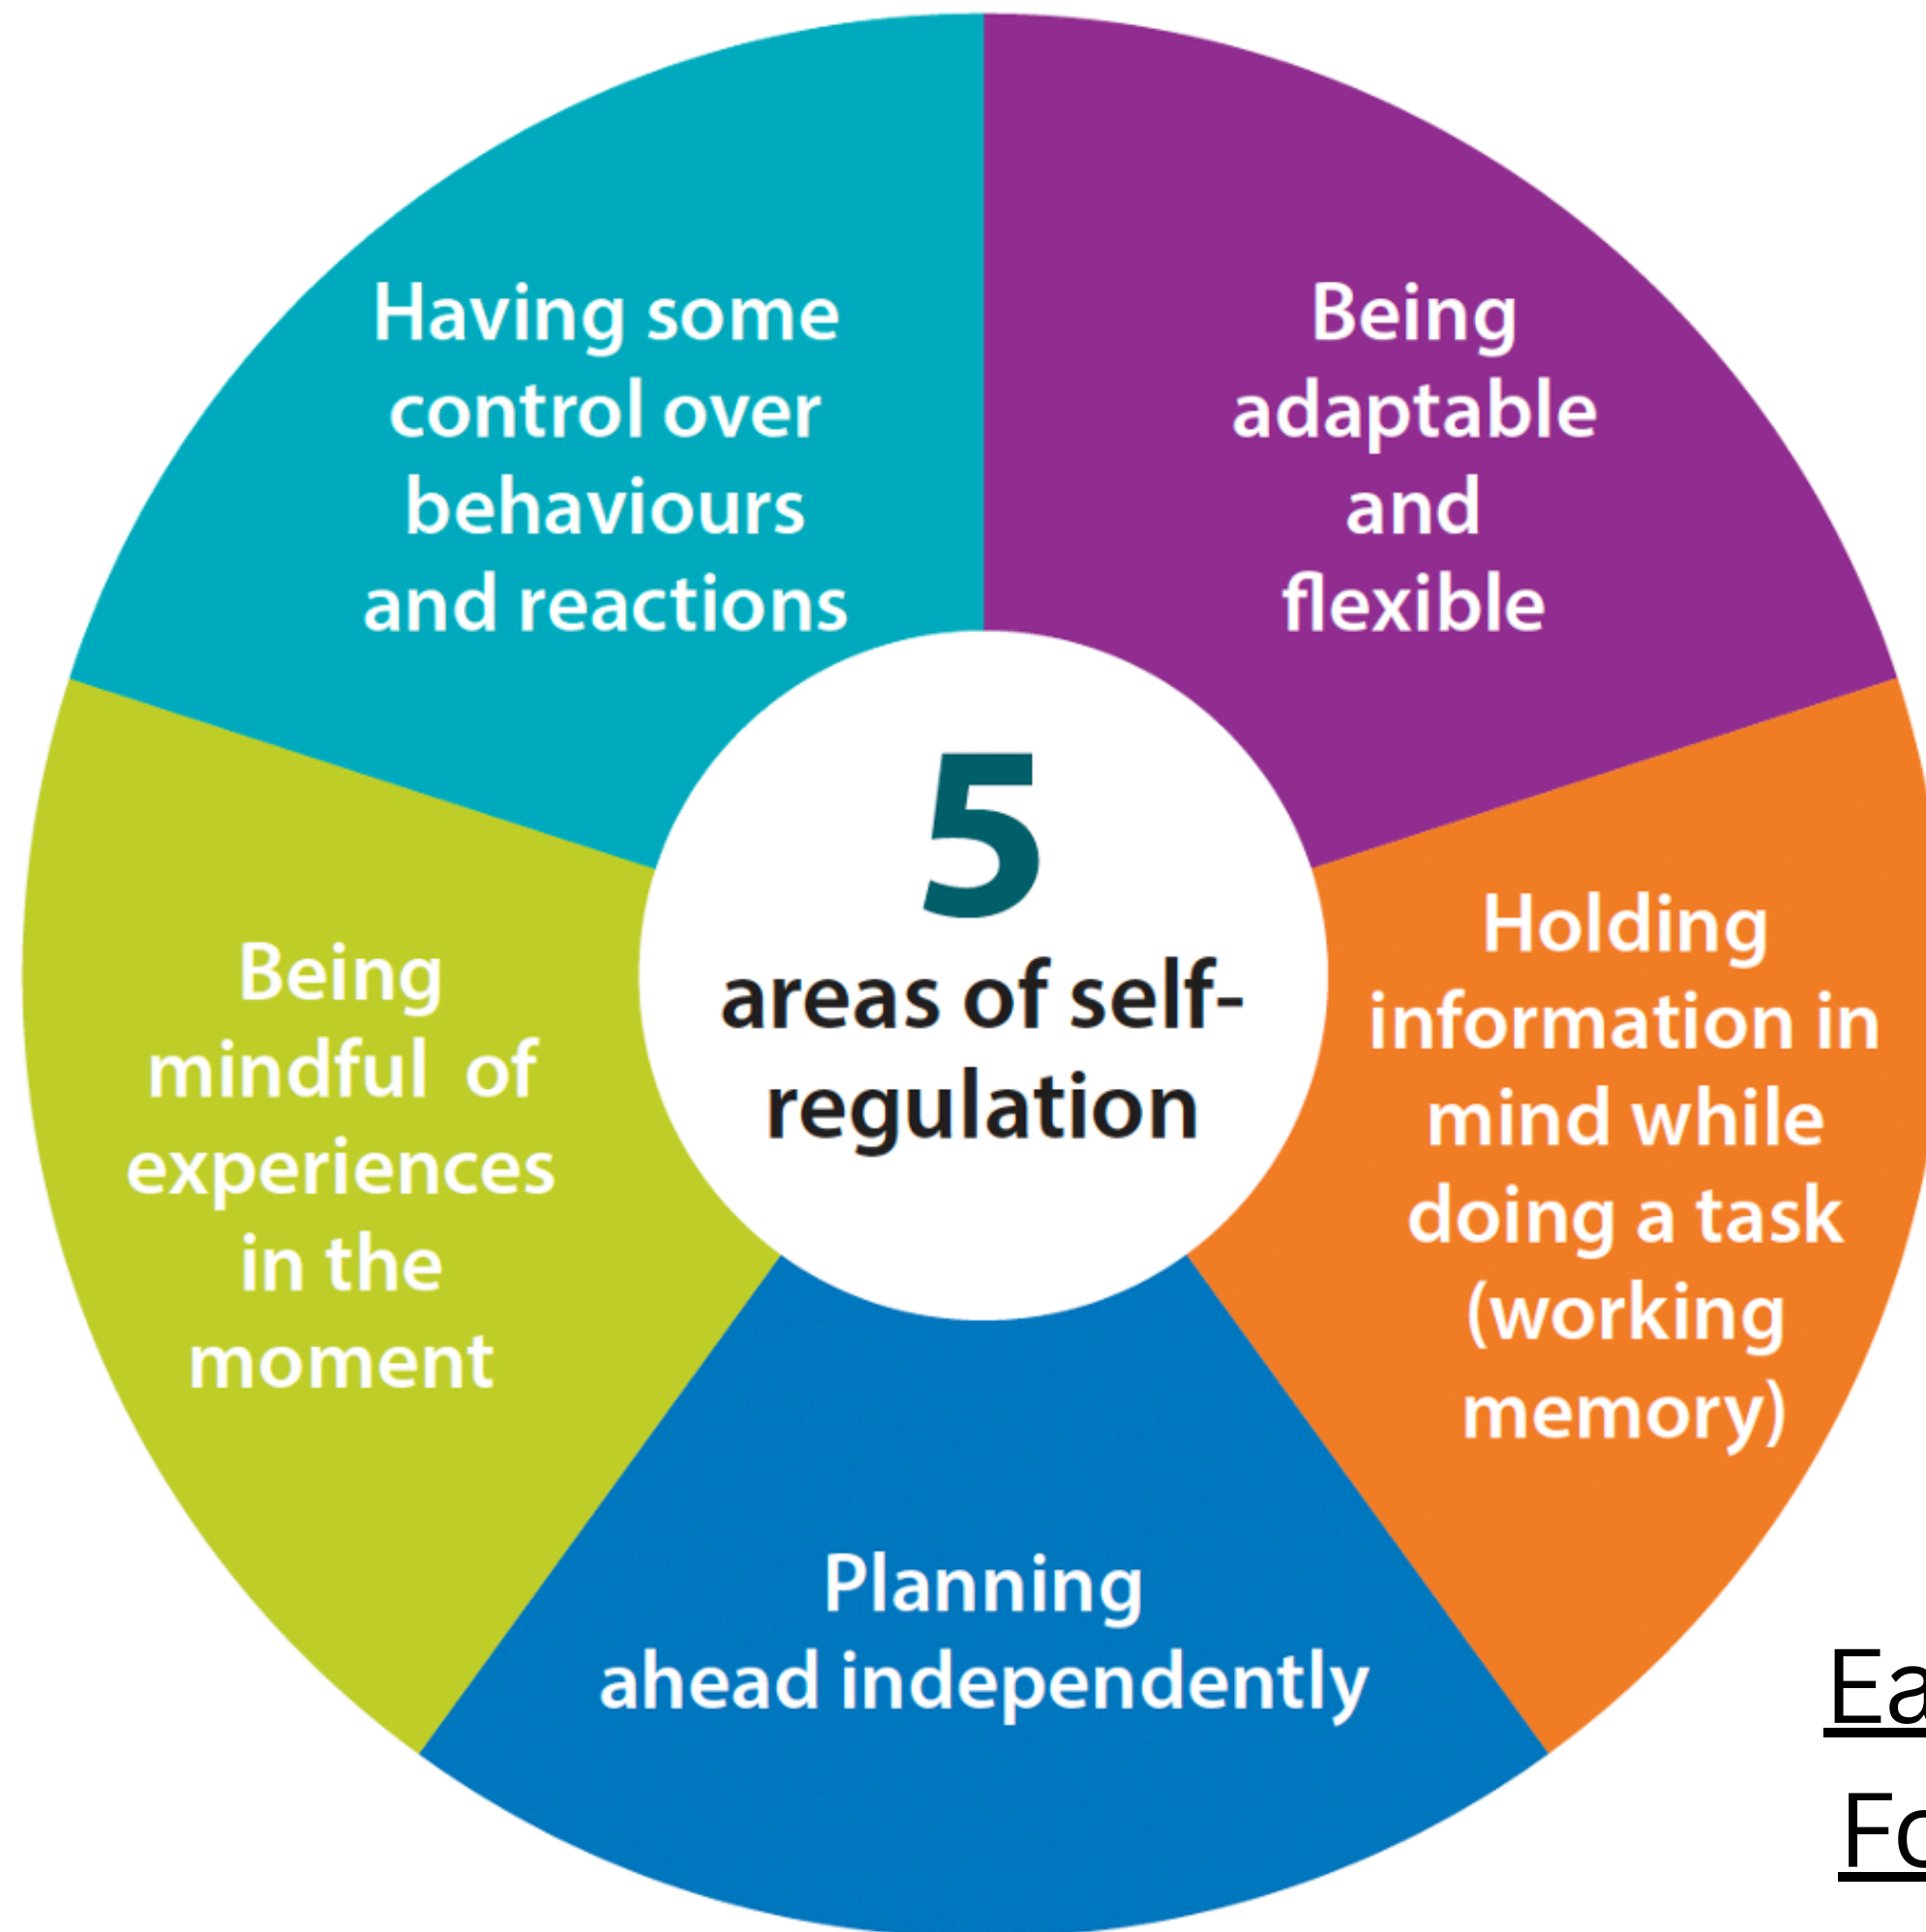 5
areas of self-
regulation
Being
adaptable
and
flexible
Holding
information in
mind while
doing a task
(working
memory)
Planning
ahead independently
Being
mindful of
experiences
in the
moment
Having some
control over
behaviours
and reactions